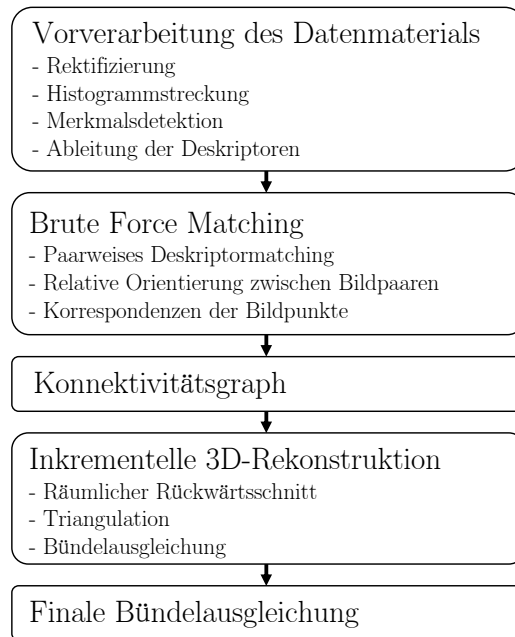 Vorverarbeitung des Datenmaterials
- Rektifizierung
- Histogrammstreckung
- Merkmalsdetektion
- Ableitung der Deskriptoren
Brute Force Matching
- Paarweises Deskriptormatching
- Relative Orientierung zwischen Bildpaaren
- Korrespondenzen der Bildpunkte
Konnektivitätsgraph
Inkrementelle 3D-Rekonstruktion
- Räumlicher Rückwärtsschnitt
- Triangulation
- Bündelausgleichung
Finale Bündelausgleichung